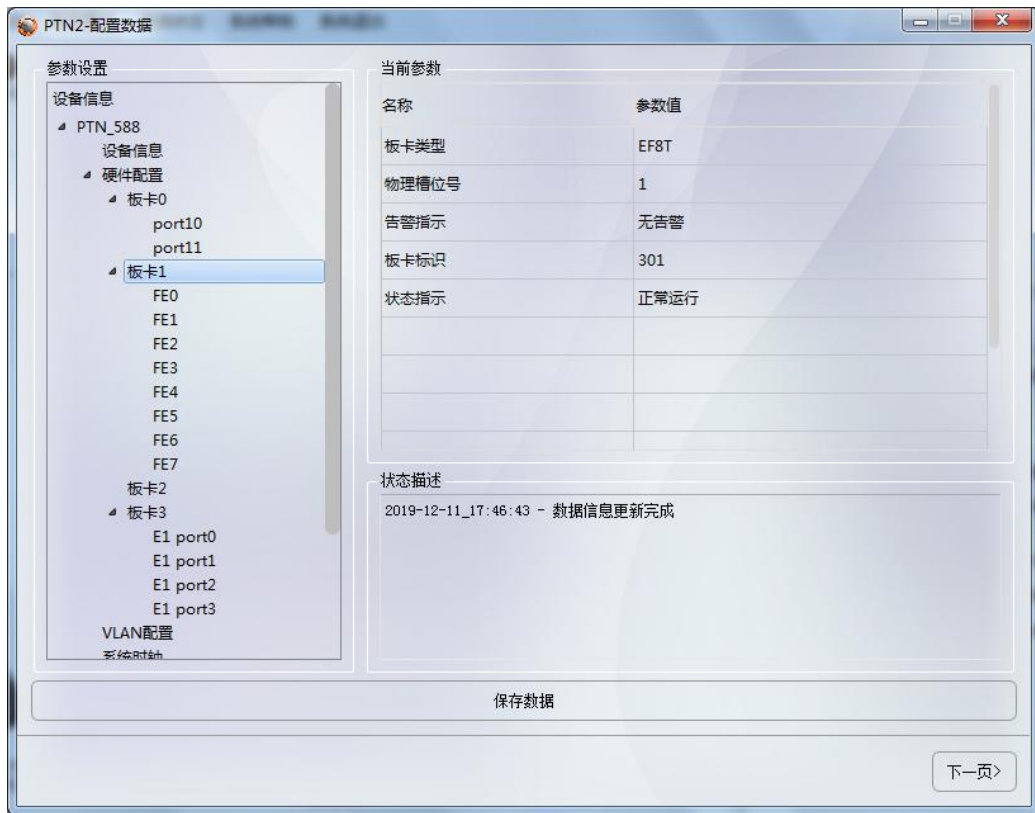 PTN2-配置数据
参数设置
设备信息
PTN_588
设备信息
硬件配置
板卡0
port10
port11
板卡1
FE0
FE1
FE2
FE3
FE4
FE5
FE6
FE7
板卡2
板卡3
E1 port0
E1 port1
E1 port2
E1 port3
VLAN配置
系统时钟
当前参数
名称 参数值
板卡类型 EF8T
物理槽位号 1
告警指示 无告警
板卡标识 301
状态指示 正常运行
状态描述
2019-12-11_17:46:43 - 数据信息更新完成
保存数据
下一页>